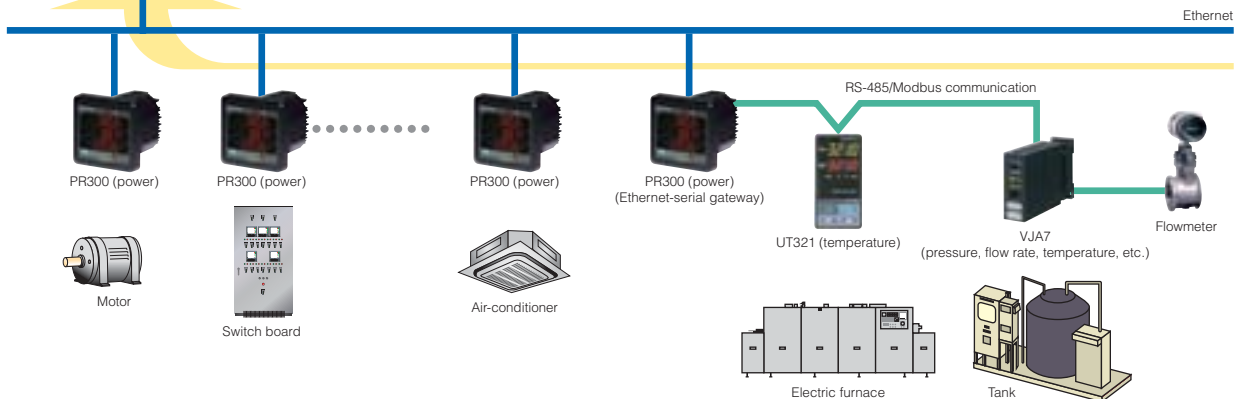 Ethernet
RS-485/Modbus communication
PR300 (power)
PR300 (power)
PR300 (power)
PR300 (power)
(Ethernet-serial gateway)
UT321 (temperature)
VJA7
(pressure, flow rate, temperature, etc.)
Flowmeter
Motor
Switch board
Air-conditioner
Electric furnace
Tank